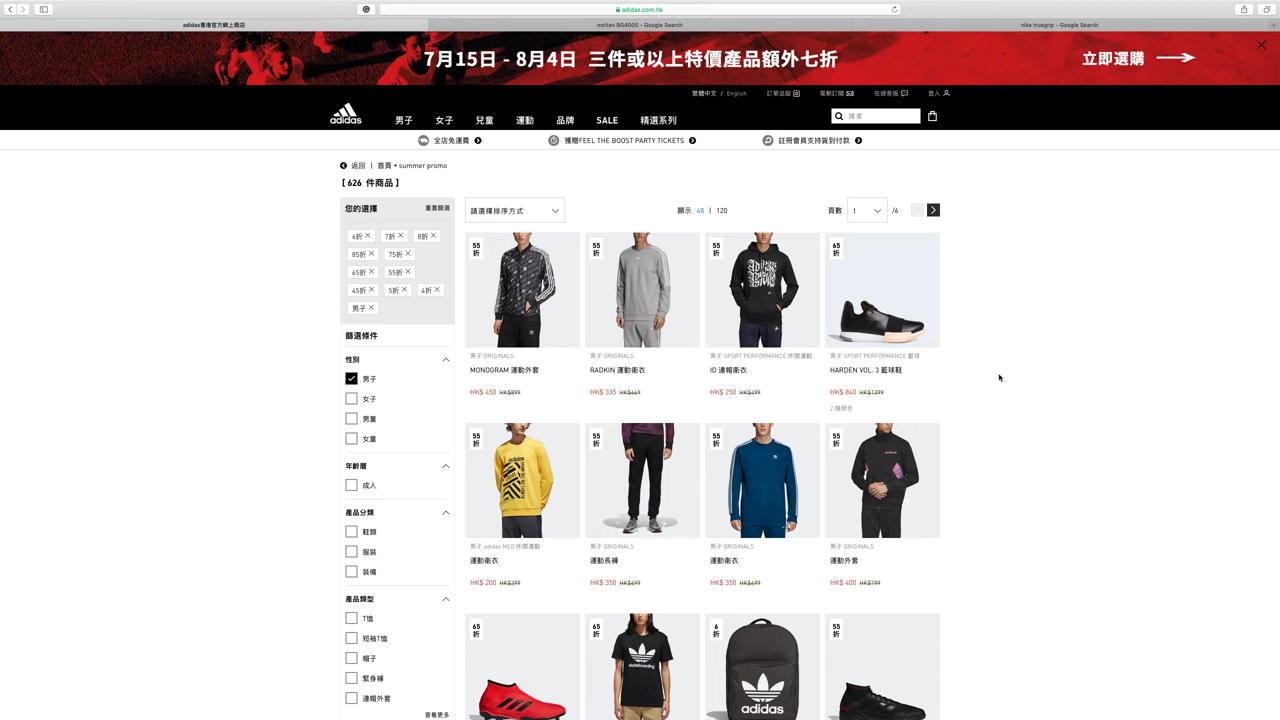 adidas.com.hk
adidas香港官方網上商店
molten BG4000 - Google Search
nike truegrip - Google Search
7月15日 - 8月4日 三件或以上特價產品額外七折
立即選購
繁體中文 / English
訂單追蹤
電郵訂閱
在線客服
登入
adidas
男子
女子
兒童
運動
品牌
SALE
精選系列
搜索
全店免運費
獲贈FEEL THE BOOST PARTY TICKETS
註冊會員支持貨到付款
返回 | 首頁 • summer promo
[ 626 件商品 ]
您的選擇
重置篩選
6折
7折
8折
85折
75折
65折
55折
45折
5折
4折
男子
篩選條件
性別
男子
女子
男童
女童
年齡層
成人
產品分類
鞋類
服裝
裝備
產品類型
T恤
短袖T恤
帽子
緊身褲
連帽外套
查看更多
請選擇排序方式
顯示 48 | 120
頁數 1 /6
55折
男子 ORIGINALS
MONOGRAM 運動外套
HK$ 450 HK$899
55折
男子 ORIGINALS
RADKIN 運動衛衣
HK$ 335 HK$669
55折
男子 SPORT PERFORMANCE 休閒運動
ID 連帽衛衣
HK$ 250 HK$499
65折
男子 SPORT PERFORMANCE 籃球
HARDEN VOL. 3 籃球鞋
HK$ 840 HK$1399
2 種顏色
55折
男子 adidas NEO 休閒運動
運動衛衣
HK$ 200 HK$399
55折
男子 ORIGINALS
運動長褲
HK$ 350 HK$699
55折
男子 ORIGINALS
運動衛衣
HK$ 350 HK$699
55折
男子 ORIGINALS
運動外套
HK$ 400 HK$799
65折
65折
skateboarding
6折
adidas
55折